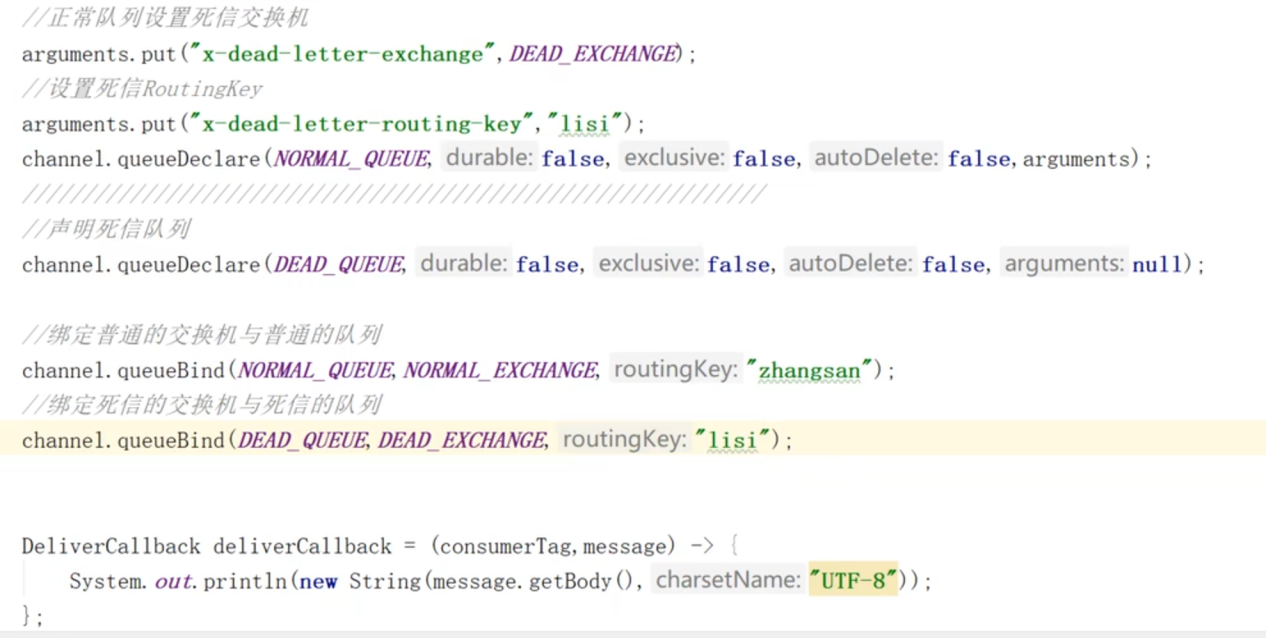 //正常队列设置死信交换机
arguments.put("x-dead-letter-exchange",DEAD_EXCHANGE);
//设置死信RoutingKey
arguments.put("x-dead-letter-routing-key","lisi");
channel.queueDeclare(NORMAL_QUEUE, durable: false, exclusive: false, autoDelete: false,arguments);
//////////////////////////////////////////////////////////////
//声明死信队列
channel.queueDeclare(DEAD_QUEUE, durable: false, exclusive: false, autoDelete: false, arguments: null);
//绑定普通的交换机与普通的队列
channel.queueBind(NORMAL_QUEUE,NORMAL_EXCHANGE, routingKey: "zhangsan");
//绑定死信的交换机与死信的队列
channel.queueBind(DEAD_QUEUE,DEAD_EXCHANGE, routingKey: "lisi");
DeliverCallback deliverCallback = (consumerTag,message) -> {
System.out.println(new String(message.getBody(), charsetName: "UTF-8"));
};